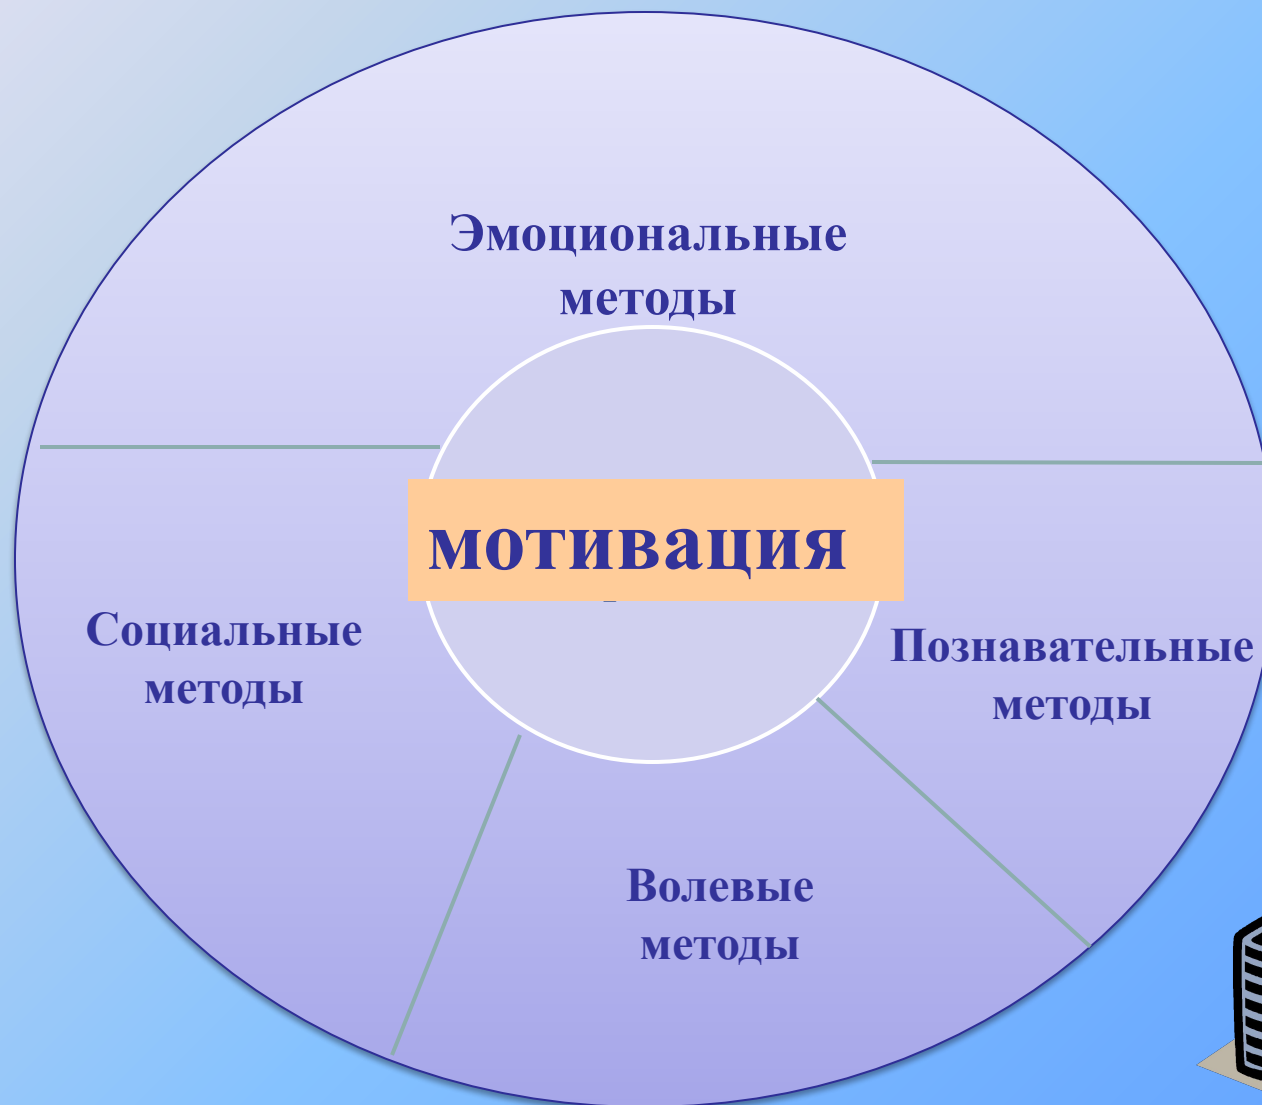 Эмоциональные
методы
мотивация
Социальные
методы
Познавательные
методы
Волевые
методы